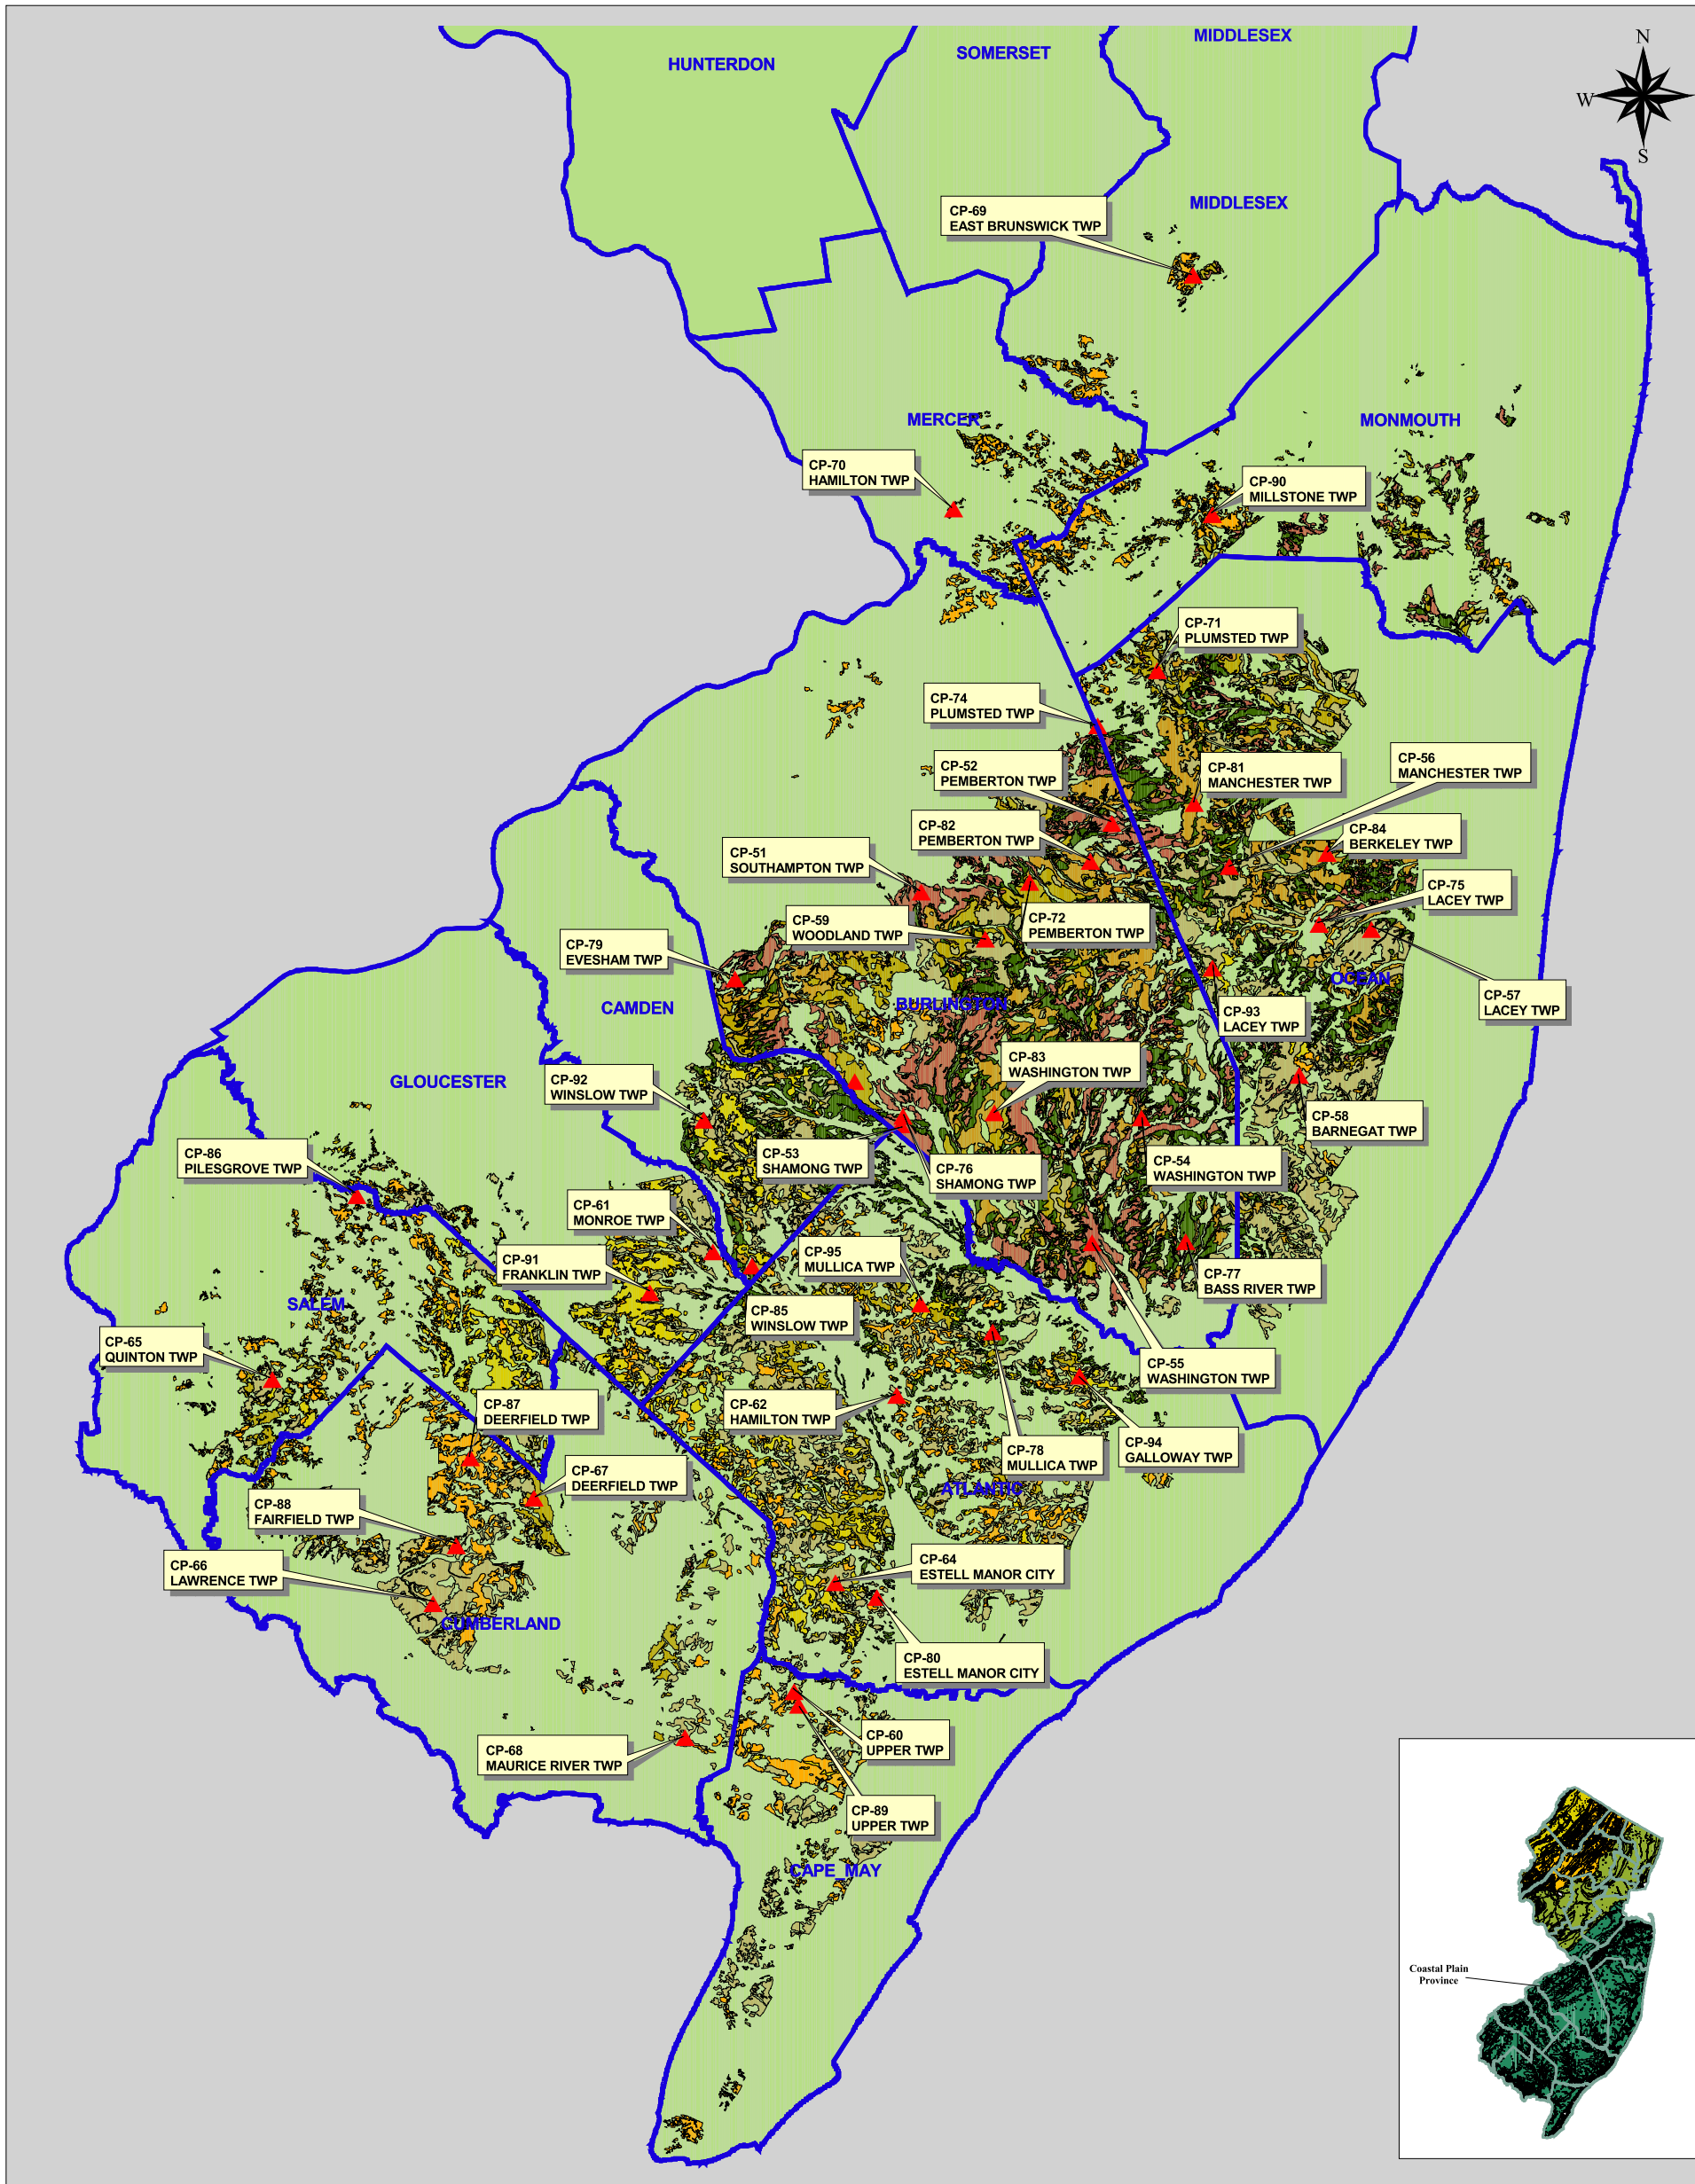 MIDDLESEX
SOMERSET
HUNTERDON
N
W
S
MIDDLESEX
CP-69
EAST BRUNSWICK TWP
MERCER
MONMOUTH
CP-70
HAMILTON TWP
CP-90
MILLSTONE TWP
CP-71
PLUMSTED TWP
CP-74
PLUMSTED TWP
CP-52
PEMBERTON TWP
CP-81
MANCHESTER TWP
CP-56
MANCHESTER TWP
CP-82
PEMBERTON TWP
CP-84
BERKELEY TWP
CP-51
SOUTHAMPTON TWP
CP-75
LACEY TWP
CP-59
WOODLAND TWP
CP-72
PEMBERTON TWP
CP-79
EVESHAM TWP
OCEAN
CP-57
LACEY TWP
CAMDEN
BURLINGTON
CP-93
LACEY TWP
GLOUCESTER
CP-92
WINSLOW TWP
CP-83
WASHINGTON TWP
CP-58
BARNEGAT TWP
CP-86
PILESGROVE TWP
CP-53
SHAMONG TWP
CP-76
SHAMONG TWP
CP-54
WASHINGTON TWP
CP-61
MONROE TWP
CP-91
FRANKLIN TWP
CP-95
MULLICA TWP
CP-77
BASS RIVER TWP
SALEM
CP-85
WINSLOW TWP
CP-65
QUINTON TWP
CP-55
WASHINGTON TWP
CP-87
DEERFIELD TWP
CP-62
HAMILTON TWP
CP-78
MULLICA TWP
CP-94
GALLOWAY TWP
CP-67
DEERFIELD TWP
ATLANTIC
CP-88
FAIRFIELD TWP
CP-66
LAWRENCE TWP
CP-64
ESTELL MANOR CITY
CUMBERLAND
CP-80
ESTELL MANOR CITY
CP-60
UPPER TWP
CP-68
MAURICE RIVER TWP
CP-89
UPPER TWP
CAPE_MAY
Coastal Plain
Province